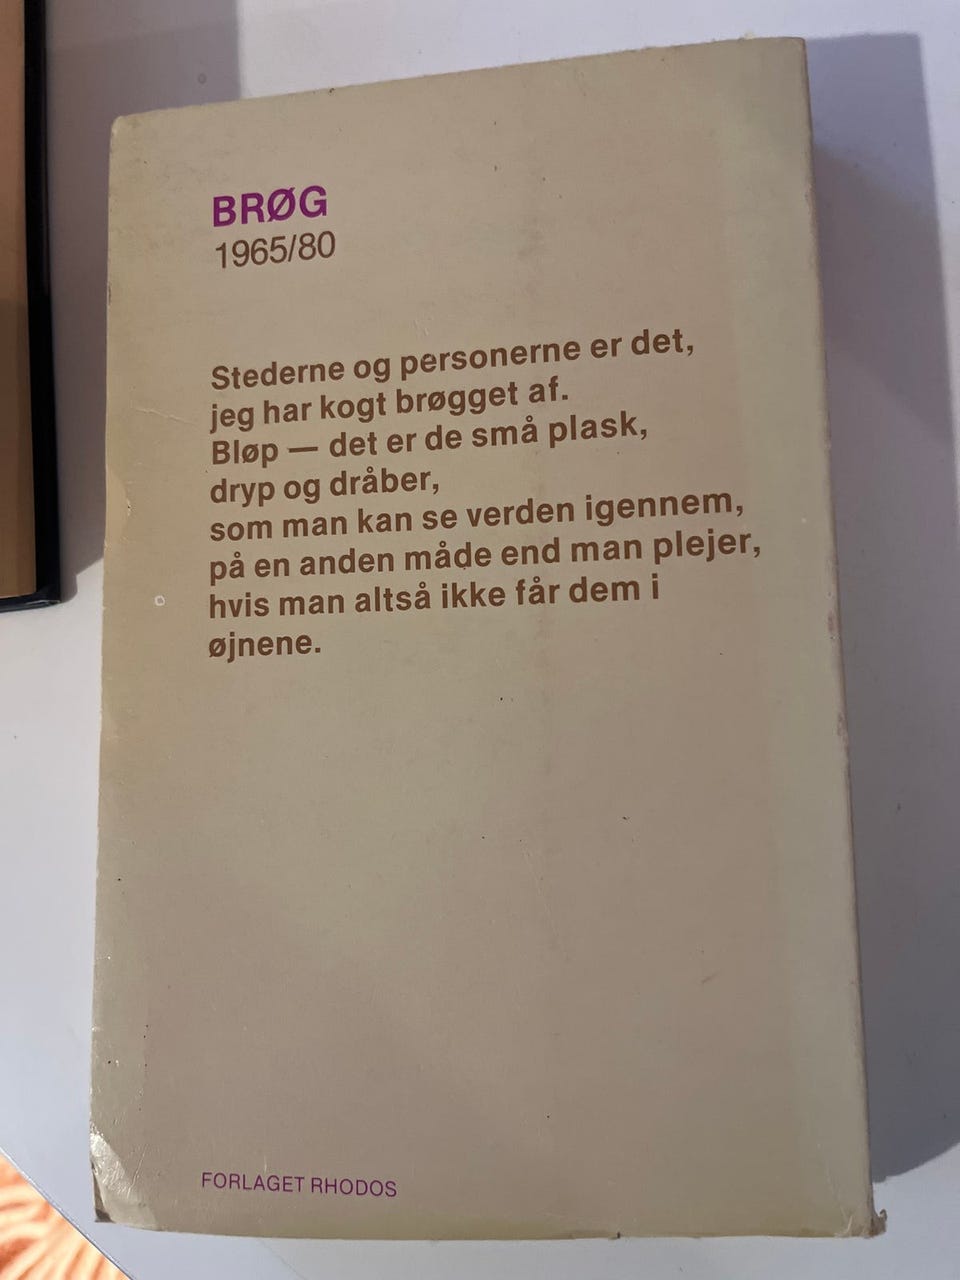 BRØG
1965/80
Stederne og personerne er det,
jeg har kogt brøgget af.
Bløp — det er de små plask,
dryp og dråber,
som man kan se verden igennem,
på en anden måde end man plejer,
hvis man altså ikke får dem i
øjnene.
FORLAGET RHODOS